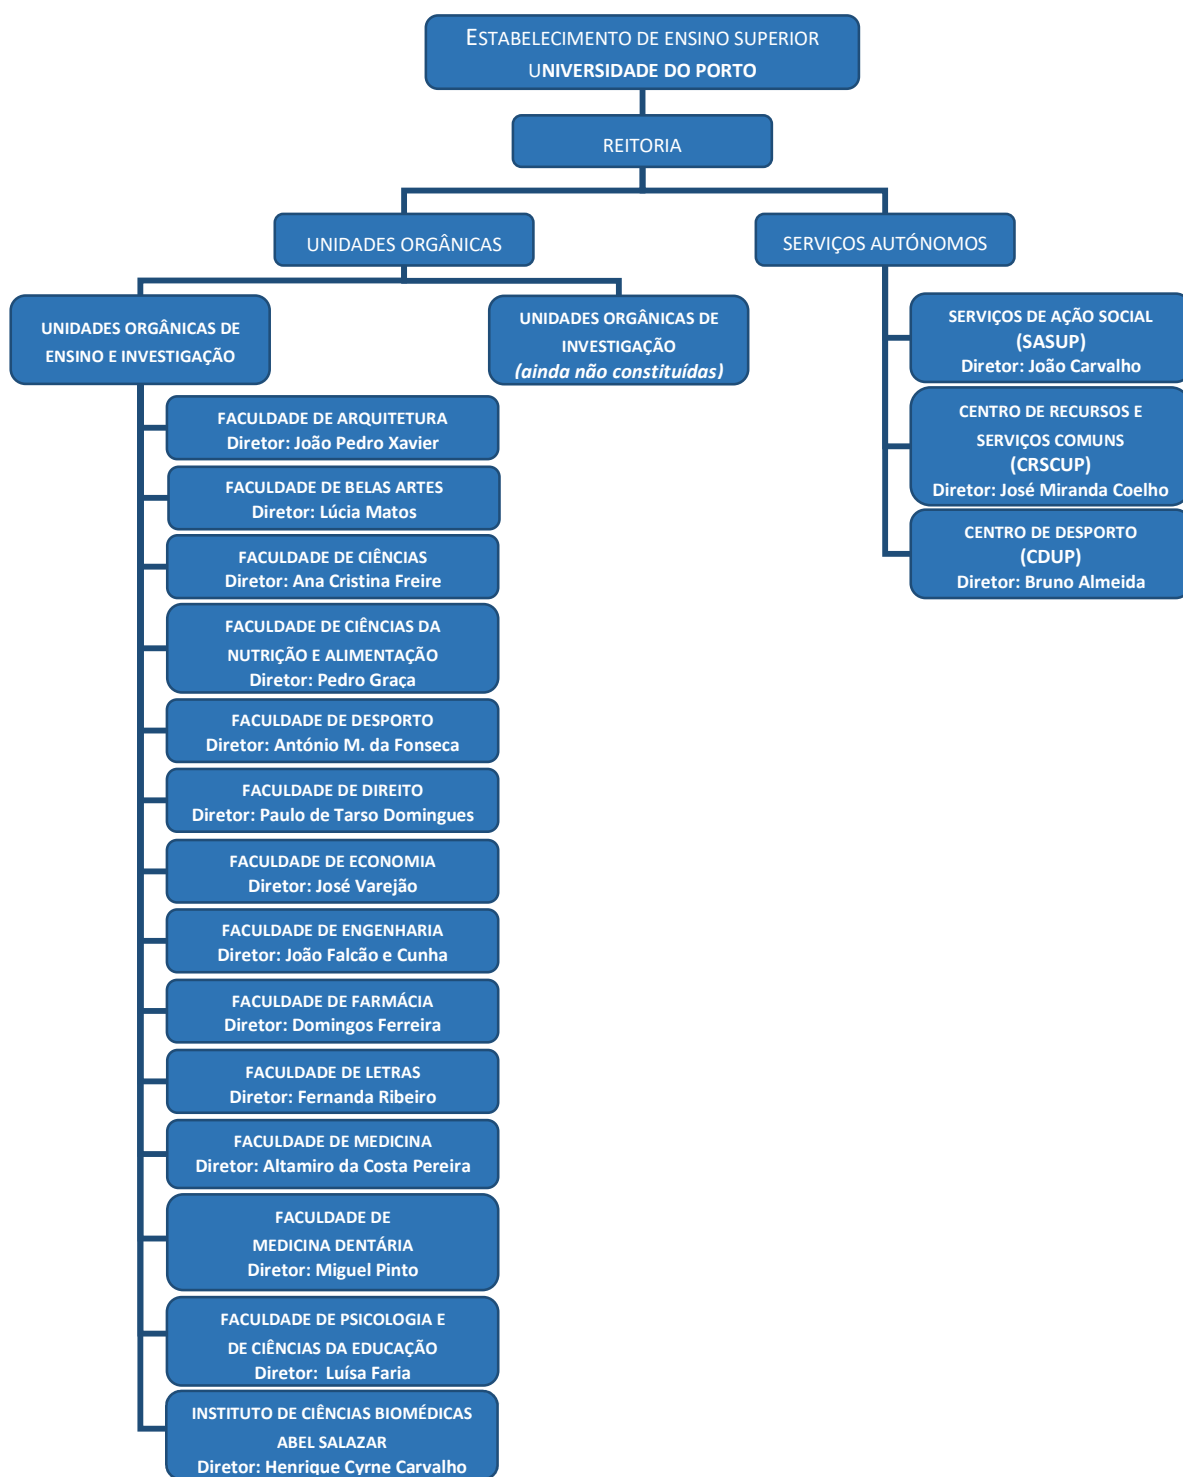 ESTABELECIMENTO DE ENSINO SUPERIOR
UNIVERSIDADE DO PORTO
REITORIA
UNIDADES ORGÂNICAS
SERVIÇOS AUTÓNOMOS
UNIDADES ORGÂNICAS DE
ENSINO E INVESTIGAÇÃO
UNIDADES ORGÂNICAS DE
INVESTIGAÇÃO
(ainda não constituídas)
SERVIÇOS DE AÇÃO SOCIAL
(SASUP)
Diretor: João Carvalho
CENTRO DE RECURSOS E
SERVIÇOS COMUNS
(CRSCUP)
Diretor: José Miranda Coelho
CENTRO DE DESPORTO
(CDUP)
Diretor: Bruno Almeida
FACULDADE DE ARQUITETURA
Diretor: João Pedro Xavier
FACULDADE DE BELAS ARTES
Diretor: Lúcia Matos
FACULDADE DE CIÊNCIAS
Diretor: Ana Cristina Freire
FACULDADE DE CIÊNCIAS DA
NUTRIÇÃO E ALIMENTAÇÃO
Diretor: Pedro Graça
FACULDADE DE DESPORTO
Diretor: António M. da Fonseca
FACULDADE DE DIREITO
Diretor: Paulo de Tarso Domingues
FACULDADE DE ECONOMIA
Diretor: José Varejão
FACULDADE DE ENGENHARIA
Diretor: João Falcão e Cunha
FACULDADE DE FARMÁCIA
Diretor: Domingos Ferreira
FACULDADE DE LETRAS
Diretor: Fernanda Ribeiro
FACULDADE DE MEDICINA
Diretor: Altamiro da Costa Pereira
FACULDADE DE
MEDICINA DENTÁRIA
Diretor: Miguel Pinto
FACULDADE DE PSICOLOGIA E
DE CIÊNCIAS DA EDUCAÇÃO
Diretor: Luísa Faria
INSTITUTO DE CIÊNCIAS BIOMÉDICAS
ABEL SALAZAR
Diretor: Henrique Cyrne Carvalho